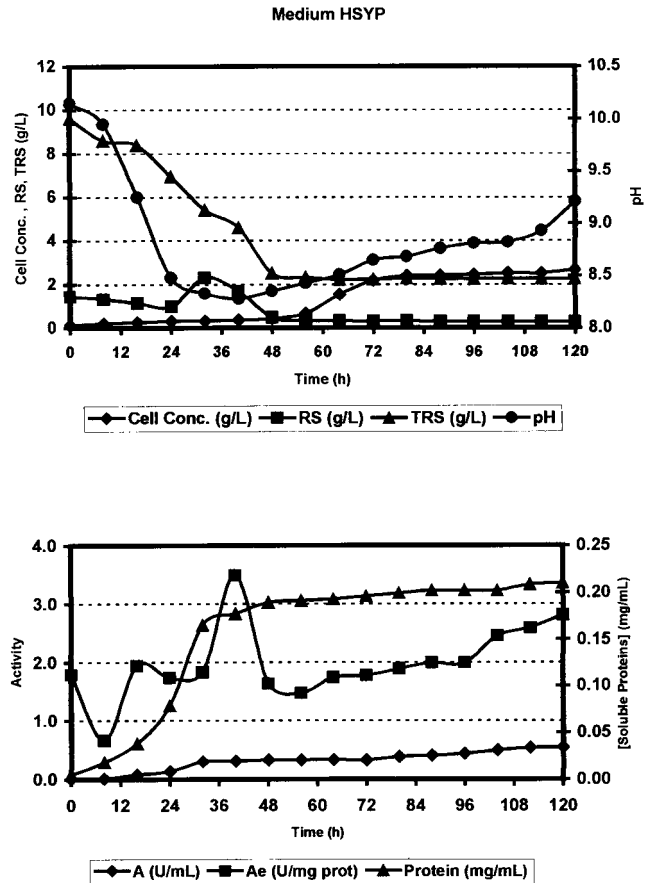 Medium HSYP
12
10
8
6
4
2
0
Cell Conc., RS, TRS (g/L)
10.5
10.0
9.5
9.0
8.5
8.0
pH
0 12 24 36 48 60 72 84 96 108 120
Time (h)
Cell Conc. (g/L) RS (g/L) TRS (g/L) pH
4.0
3.0
2.0
1.0
0.0
Activity
0.25
0.20
0.15
0.10
0.05
0.00
[Soluble Proteins] (mg/mL)
0 12 24 36 48 60 72 84 96 108 120
Time (h)
A (U/mL) Ae (U/mg prot) Protein (mg/mL)